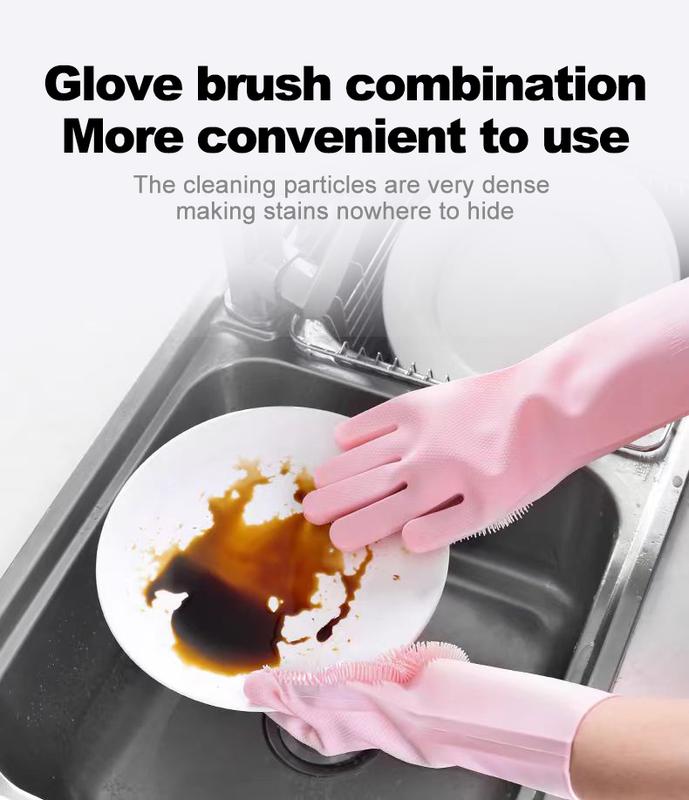 Glove brush combination
More convenient to use
The cleaning particles are very dense
making stains nowhere to hide